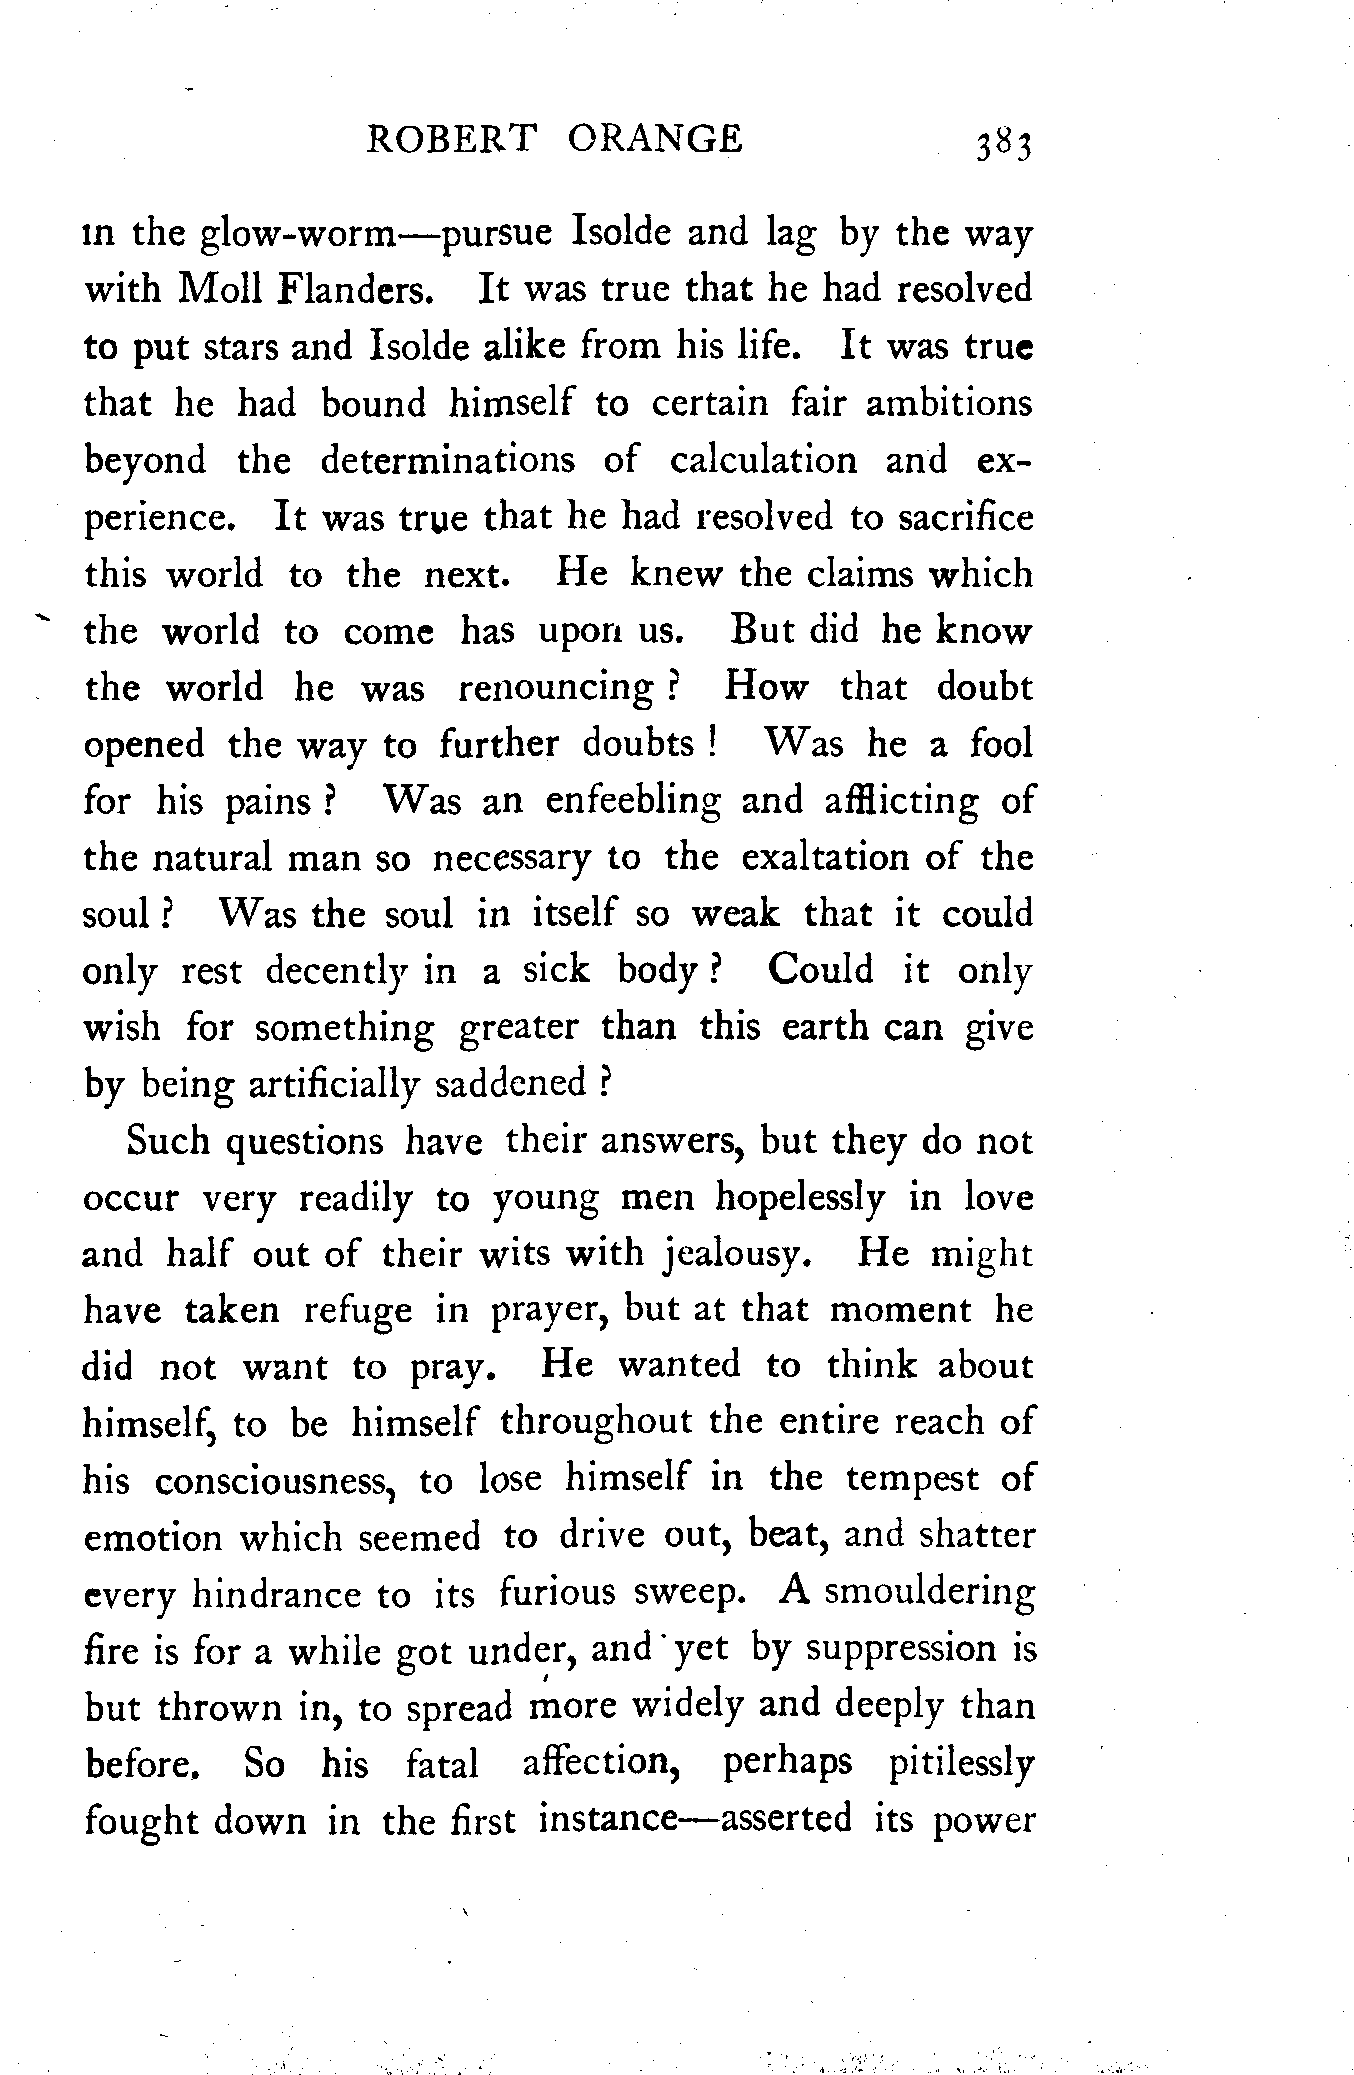 ROBERT ORANGE 383
in the glow-worm—pursue Isolde and lag by the way
with Moll Flanders. It was true that he had resolved
to put stars and Isolde alike from his life. It was true
that he had bound himself to certain fair ambitions
beyond the determinations of calculation and ex-
perience. It was true that he had resolved to sacrifice
this world to the next. He knew the claims which
the world to come has upon us. But did he know
the world he was renouncing ? How that doubt
opened the way to further doubts ! Was he a fool
for his pains ? Was an enfeebling and afflicting of
the natural man so necessary to the exaltation of the
soul ? Was the soul in itself so weak that it could
only rest decently in a sick body ? Could it only
wish for something greater than this earth can give
by being artificially saddened ?
Such questions have their answers, but they do not
occur very readily to young men hopelessly in love
and half out of their wits with jealousy. He might
have taken refuge in prayer, but at that moment he
did not want to pray. He wanted to think about
himself, to be himself throughout the entire reach of
his consciousness, to lose himself in the tempest of
emotion which seemed to drive out, beat, and shatter
every hindrance to its furious sweep. A smouldering
fire is for a while got under, and yet by suppression is
but thrown in, to spread more widely and deeply than
before. So his fatal affection, perhaps pitilessly
fought down in the first instance—asserted its power